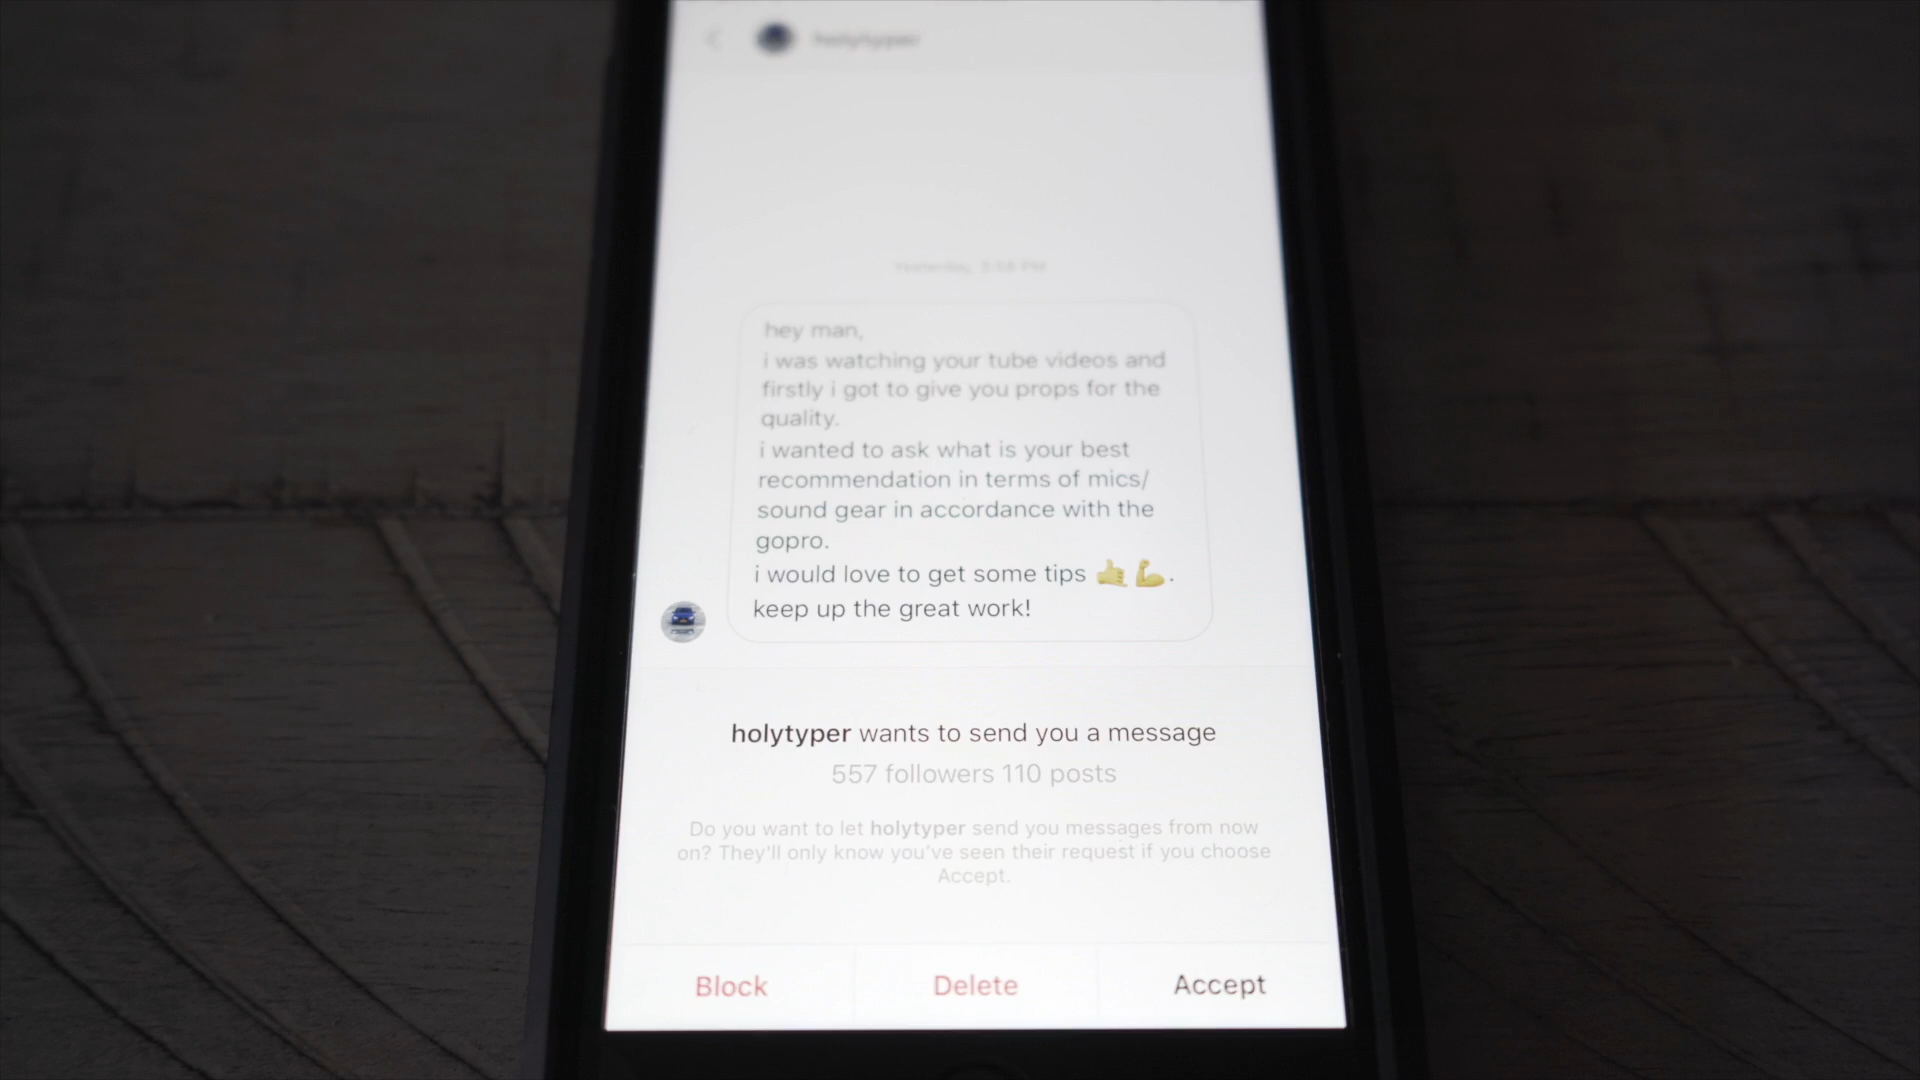 holytyper
hey man,
i was watching your tube videos and
firstly i got to give you props for the
quality.
i wanted to ask what is your best
recommendation in terms of mics/
sound gear in accordance with the
gopro.
i would love to get some tips 🤙💪.
keep up the great work!
holytyper wants to send you a message
557 followers 110 posts
Do you want to let holytyper send you messages from now
on? They'll only know you've seen their request if you choose
Accept.
Block Delete Accept